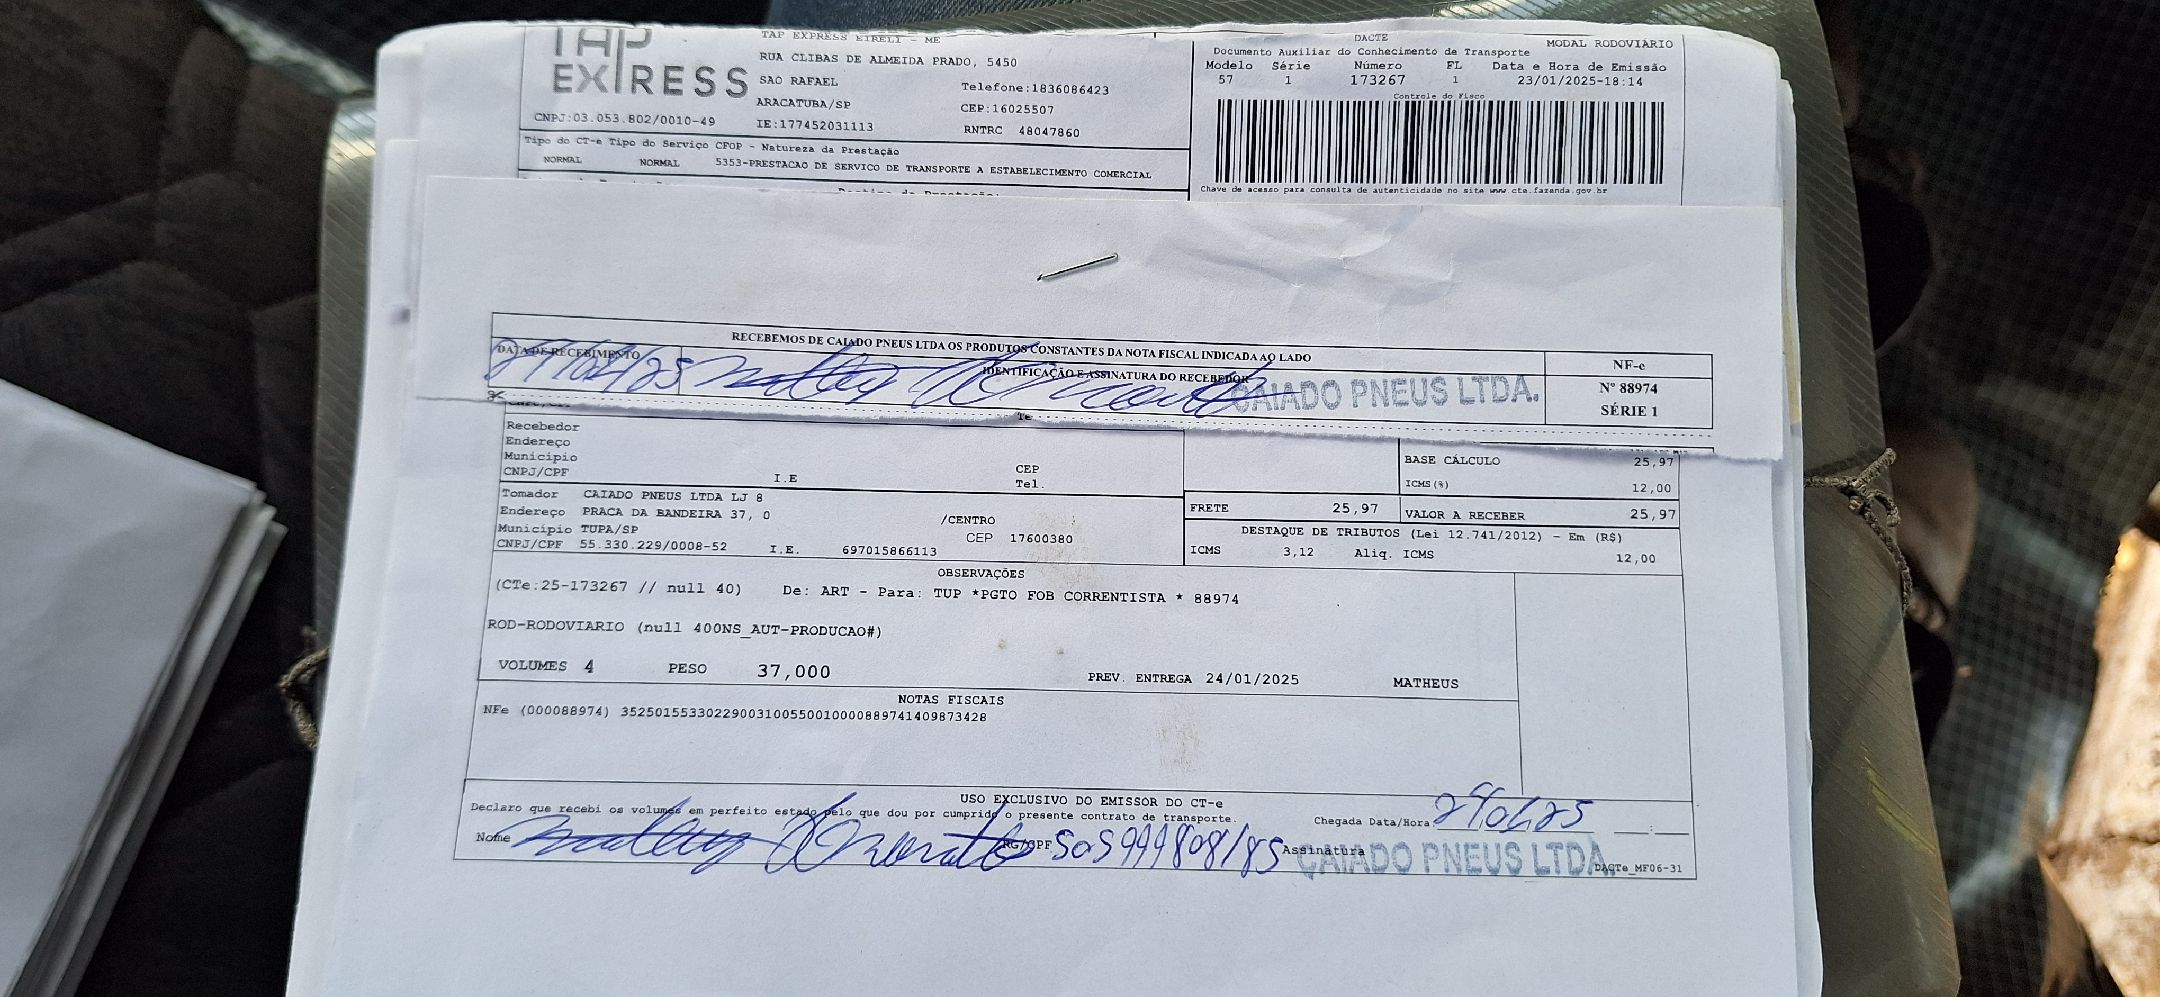 TAP
EXPRESS
CNPJ:03.053.802/0010-49
TAP EXPRESS EIRELI - ME
RUA CLIBAS DE ALMEIDA PRADO, 5450
SAO RAFAEL
Telefone:1836086423
ARACATUBA/SP
CEP:16025507
IE:177452031113
RNTRC 48047860
DACTE
MODAL RODOVIARIO
Documento Auxiliar do Conhecimento de Transporte
Modelo Série Número FL Data e Hora de Emissão
57 1 173267 1 23/01/2025-18:14
Controle do Fisco
Chave de acesso para consulta de autenticidade no site www.cte.fazenda.gov.br
Tipo do CT-e Tipo do Serviço CFOP - Natureza da Prestação
NORMAL NORMAL 5353-PRESTACAO DE SERVICO DE TRANSPORTE A ESTABELECIMENTO COMERCIAL
RECEBEMOS DE CAIADO PNEUS LTDA OS PRODUTOS CONSTANTES DA NOTA FISCAL INDICADA AO LADO
DATA DE RECEBIMENTO
IDENTIFICAÇÃO E ASSINATURA DO RECEBEDOR
CAIADO PNEUS LTDA.
NF-e
Nº 88974
SÉRIE 1
Recebedor
Endereço
Município
CNPJ/CPF I.E
CEP
Tel.
BASE CÁLCULO 25,97
ICMS(%) 12,00
Tomador CAIADO PNEUS LTDA LJ 8
Endereço PRACA DA BANDEIRA 37, 0 /CENTRO
Município TUPA/SP CEP 17600380
CNPJ/CPF 55.330.229/0008-52 I.E. 697015866113
FRETE 25,97 VALOR A RECEBER 25,97
DESTAQUE DE TRIBUTOS (Lei 12.741/2012) - Em (R$)
ICMS 3,12 Aliq. ICMS 12,00
OBSERVAÇÕES
(CTe:25-173267 // null 40) De: ART - Para: TUP *PGTO FOB CORRENTISTA * 88974
ROD-RODOVIARIO (null 400NS_AUT-PRODUCAO#)
VOLUMES 4 PESO 37,000 PREV. ENTREGA 24/01/2025 MATHEUS
NOTAS FISCAIS
NFe (000088974) 35250155330229003100550010000889741409873428
USO EXCLUSIVO DO EMISSOR DO CT-e
Declaro que recebi os volumes em perfeito estado pelo que dou por cumprido o presente contrato de transporte.
Chegada Data/Hora:
Nome
RG/CPF
Assinatura
CAIADO PNEUS LTDA.
DACTe_MF06-31